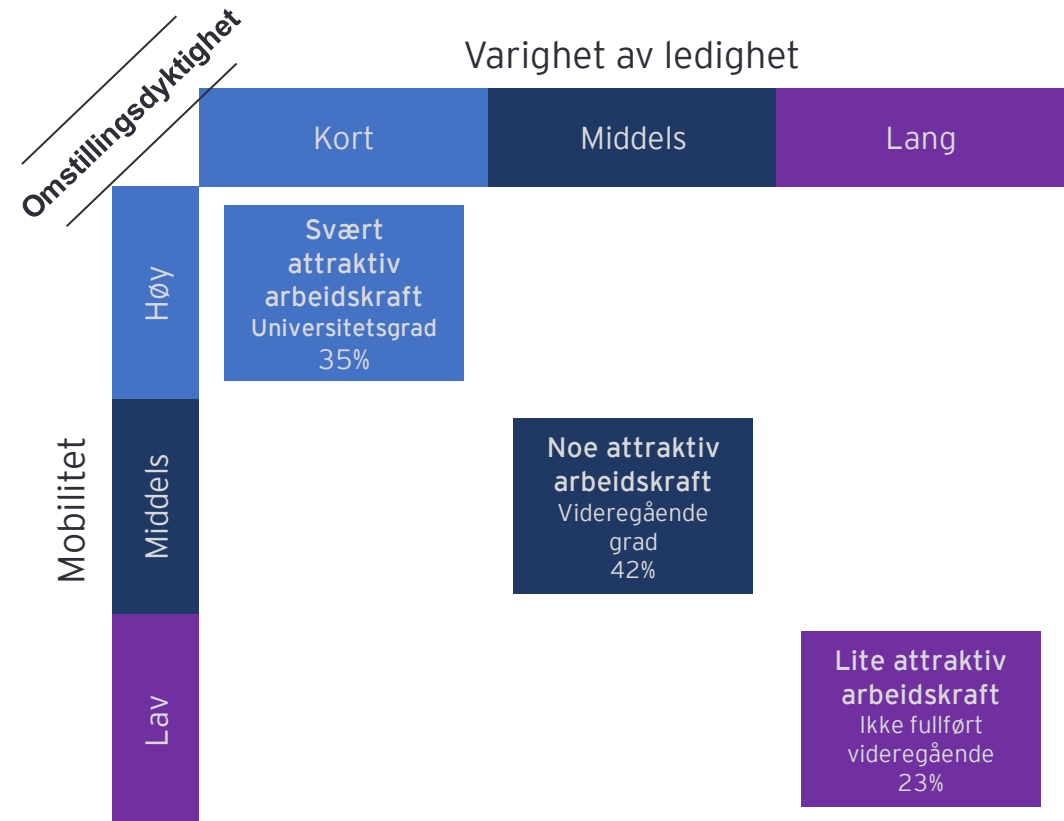 Omstillingsdyktighet
Varighet av ledighet
Kort
Middels
Lang
Mobilitet
Høy
Svært
attraktiv
arbeidskraft
Universitetsgrad
35%
Middels
Noe attraktiv
arbeidskraft
Videregående
grad
42%
Lav
Lite attraktiv
arbeidskraft
Ikke fullført
videregående
23%